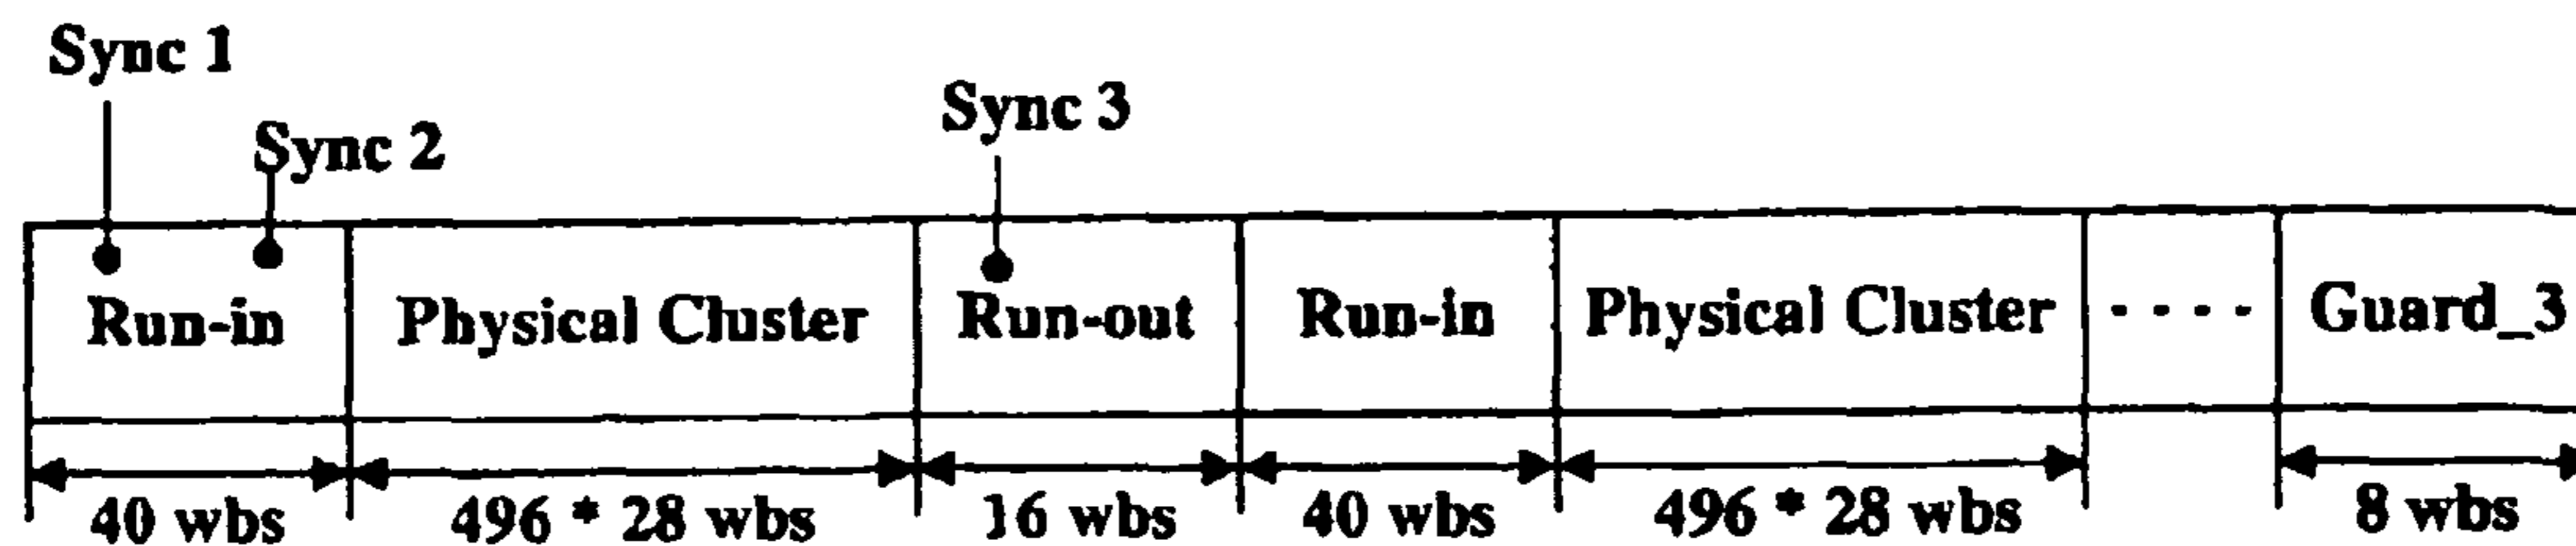 Sync 1
Sync 2
Sync 3
Run-in Physical Cluster Run-out Run-in Physical Cluster . . . . Guard_3
40 wbs 496 * 28 wbs 16 wbs 40 wbs 496 * 28 wbs 8 wbs